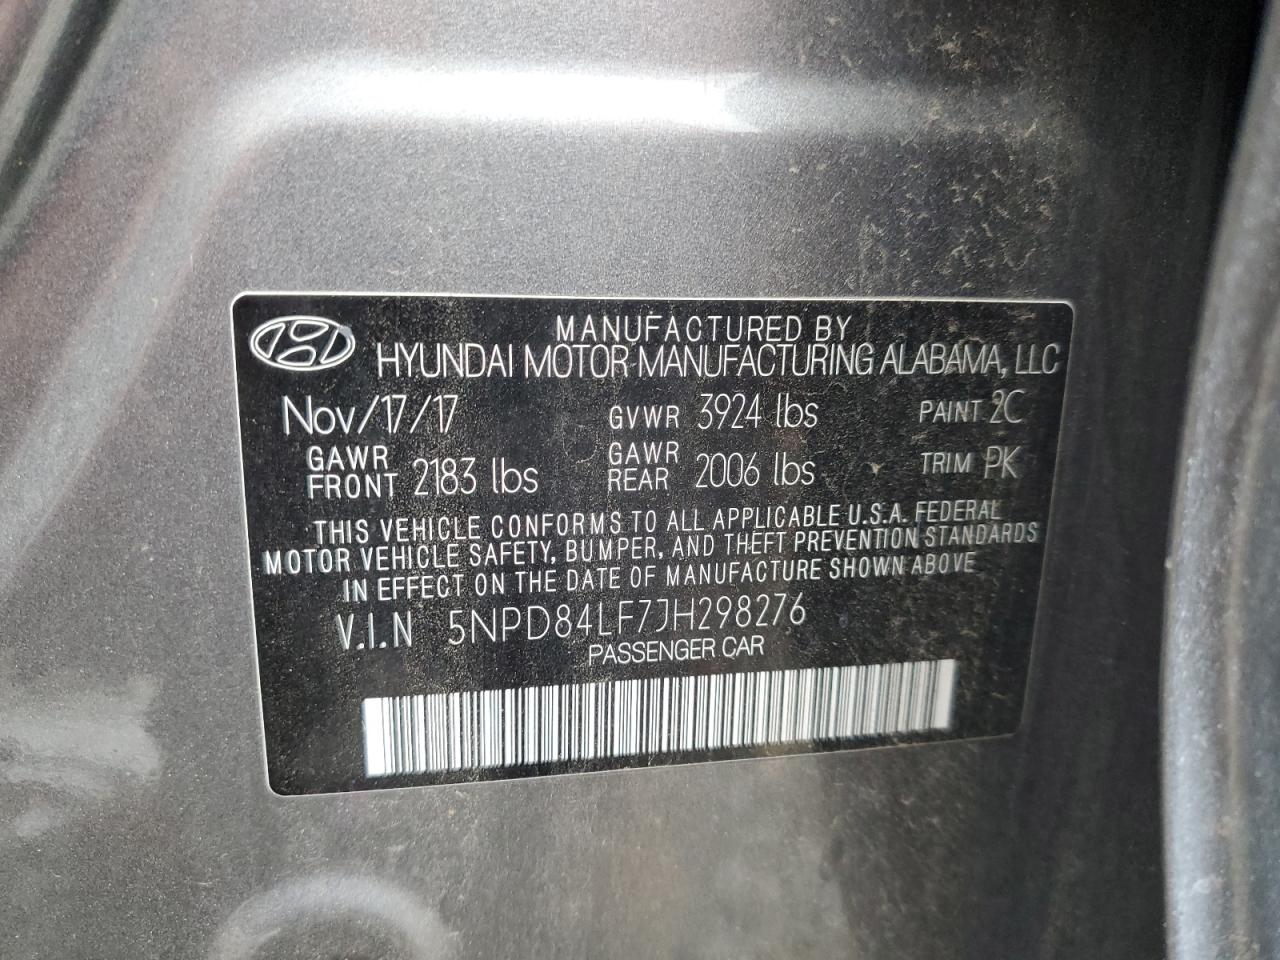 MANUFACTURED BY
HYUNDAI MOTOR MANUFACTURING ALABAMA, LLC
Nov/17/17 GVWR 3924 lbs PAINT 2C
GAWR FRONT 2183 lbs GAWR REAR 2006 lbs TRIM PK
THIS VEHICLE CONFORMS TO ALL APPLICABLE U.S.A. FEDERAL
MOTOR VEHICLE SAFETY, BUMPER, AND THEFT PREVENTION STANDARDS
IN EFFECT ON THE DATE OF MANUFACTURE SHOWN ABOVE
V.I.N 5NPD84LF7JH298276
PASSENGER CAR